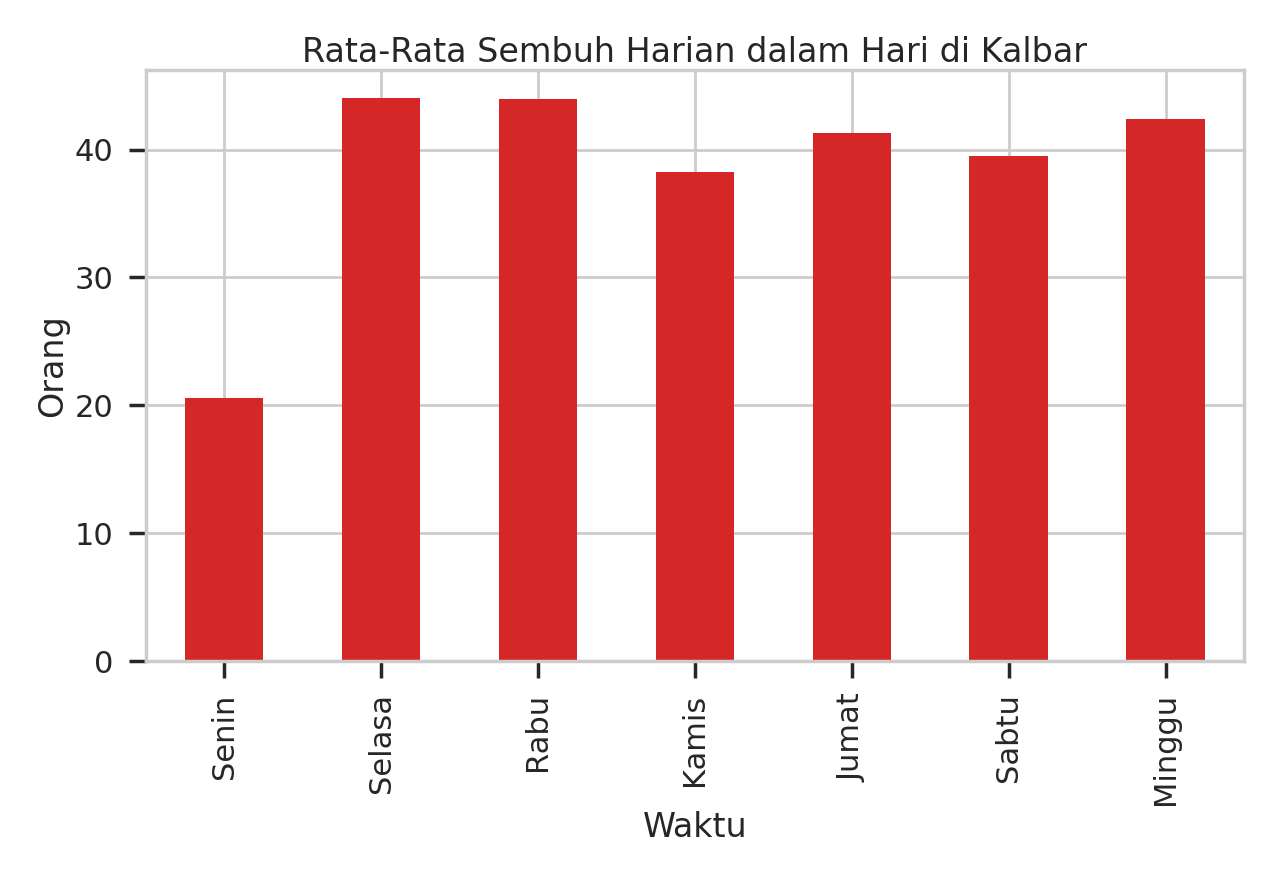 Rata-Rata Sembuh Harian dalam Hari di Kalbar
Orang
40
30
20
10
0
Senin
Selasa
Rabu
Kamis
Jumat
Sabtu
Minggu
Waktu